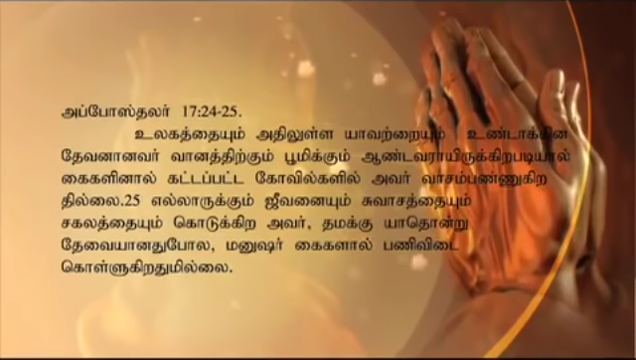 அப்போஸ்தலர் 17:24-25.
உலகத்தையும் அதிலுள்ள யாவற்றையும் உண்டாக்கின
தேவனானவர் வானத்திற்கும் பூமிக்கும் ஆண்டவராயிருக்கிறபடியால்
கைகளினால் கட்டப்பட்ட கோவில்களில் அவர் வாசம்பண்ணுகிற
தில்லை.25 எல்லாருக்கும் ஜீவனையும் சுவாசத்தையும்
சகலத்தையும் கொடுக்கிற அவர், தமக்கு யாதொன்று
தேவையானதுபோல, மனுஷர் கைகளால் பணிவிடை
கொள்ளுகிறதுமில்லை.